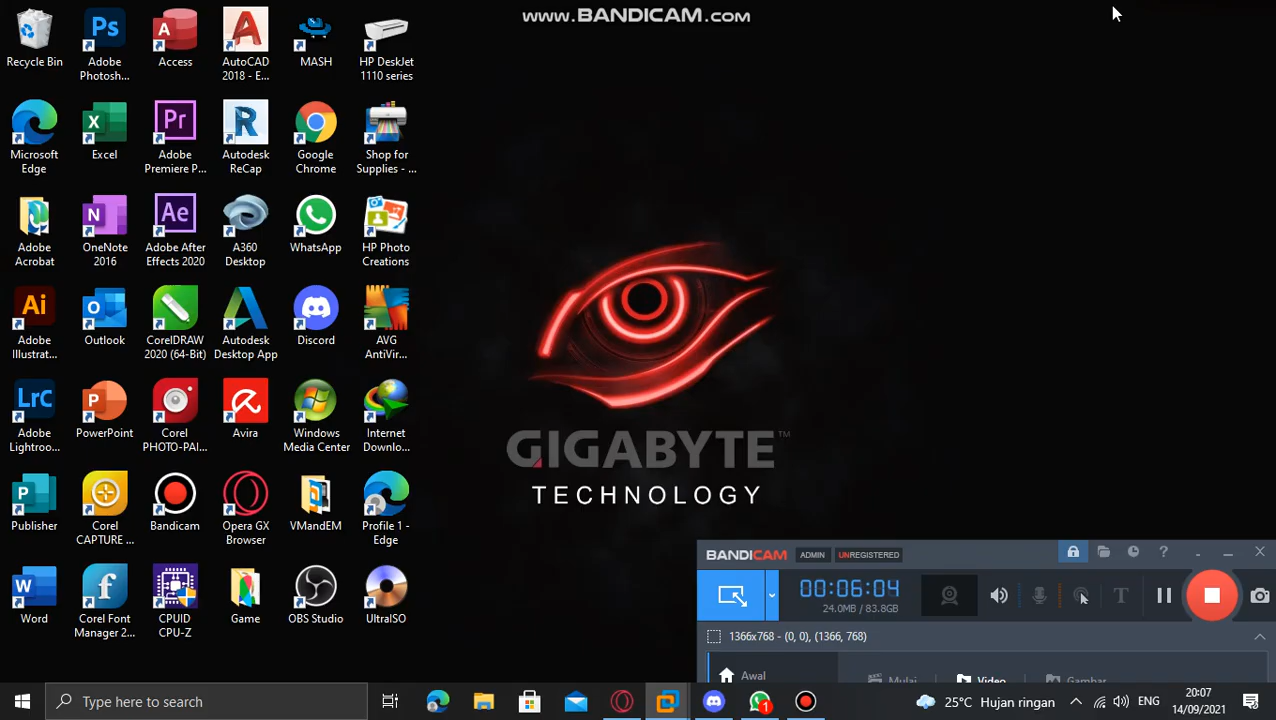 www.BANDICAM.com
Recycle Bin
Adobe Photosh...
Access
AutoCAD 2018 - E...
MASH
HP DeskJet 1110 series
Microsoft Edge
Excel
Adobe Premiere P...
Autodesk ReCap
Google Chrome
Shop for Supplies - ...
Adobe Acrobat
OneNote 2016
Adobe After Effects 2020
A360 Desktop
WhatsApp
HP Photo Creations
Adobe Illustrat...
Outlook
CorelDRAW 2020 (64-Bit)
Autodesk Desktop App
Discord
AVG AntiVir...
Adobe Lightroo...
PowerPoint
Corel PHOTO-PAI...
Avira
Windows Media Center
Internet Downlo...
Publisher
Corel CAPTURE ...
Bandicam
Opera GX Browser
VMandEM
Profile 1 - Edge
Word
Corel Font Manager 2...
CPUID CPU-Z
Game
OBS Studio
UltraISO
GIGABYTE™
TECHNOLOGY
BANDICAM ADMIN UNREGISTERED
00:06:04
24.0MB / 83.8GB
1366x768 - (0, 0), (1366, 768)
Awal
Mulai
Video
Gambar
Type here to search
1
25°C Hujan ringan
ENG
20:07
14/09/2021